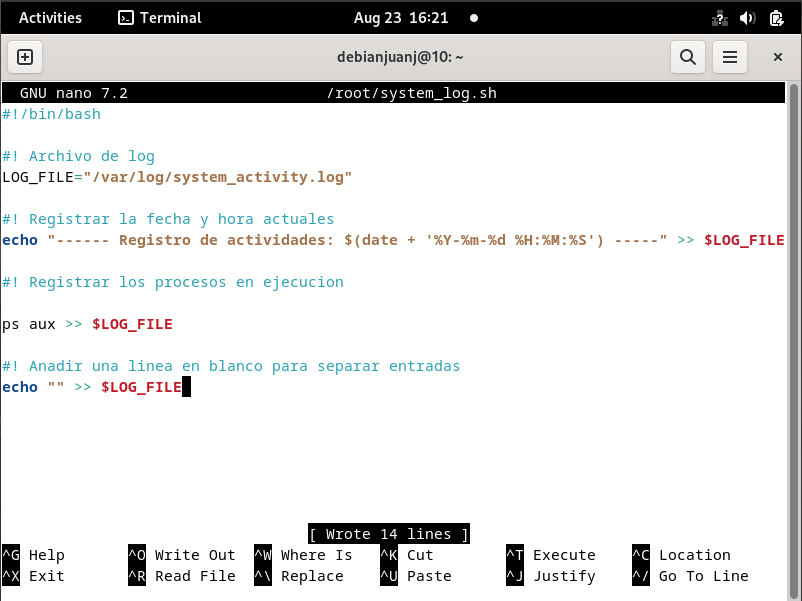 Activities Terminal Aug 23 16:21
debianjuanj@10: ~
GNU nano 7.2 /root/system_log.sh
#!/bin/bash
#! Archivo de log
LOG_FILE="/var/log/system_activity.log"
#! Registrar la fecha y hora actuales
echo "------ Registro de actividades: $(date + '%Y-%m-%d %H:%M:%S') -----" >> $LOG_FILE
#! Registrar los procesos en ejecucion
ps aux >> $LOG_FILE
#! Anadir una linea en blanco para separar entradas
echo "" >> $LOG_FILE
[ Wrote 14 lines ]
^G Help ^O Write Out ^W Where Is ^K Cut ^T Execute ^C Location
^X Exit ^R Read File ^\ Replace ^U Paste ^J Justify ^/ Go To Line